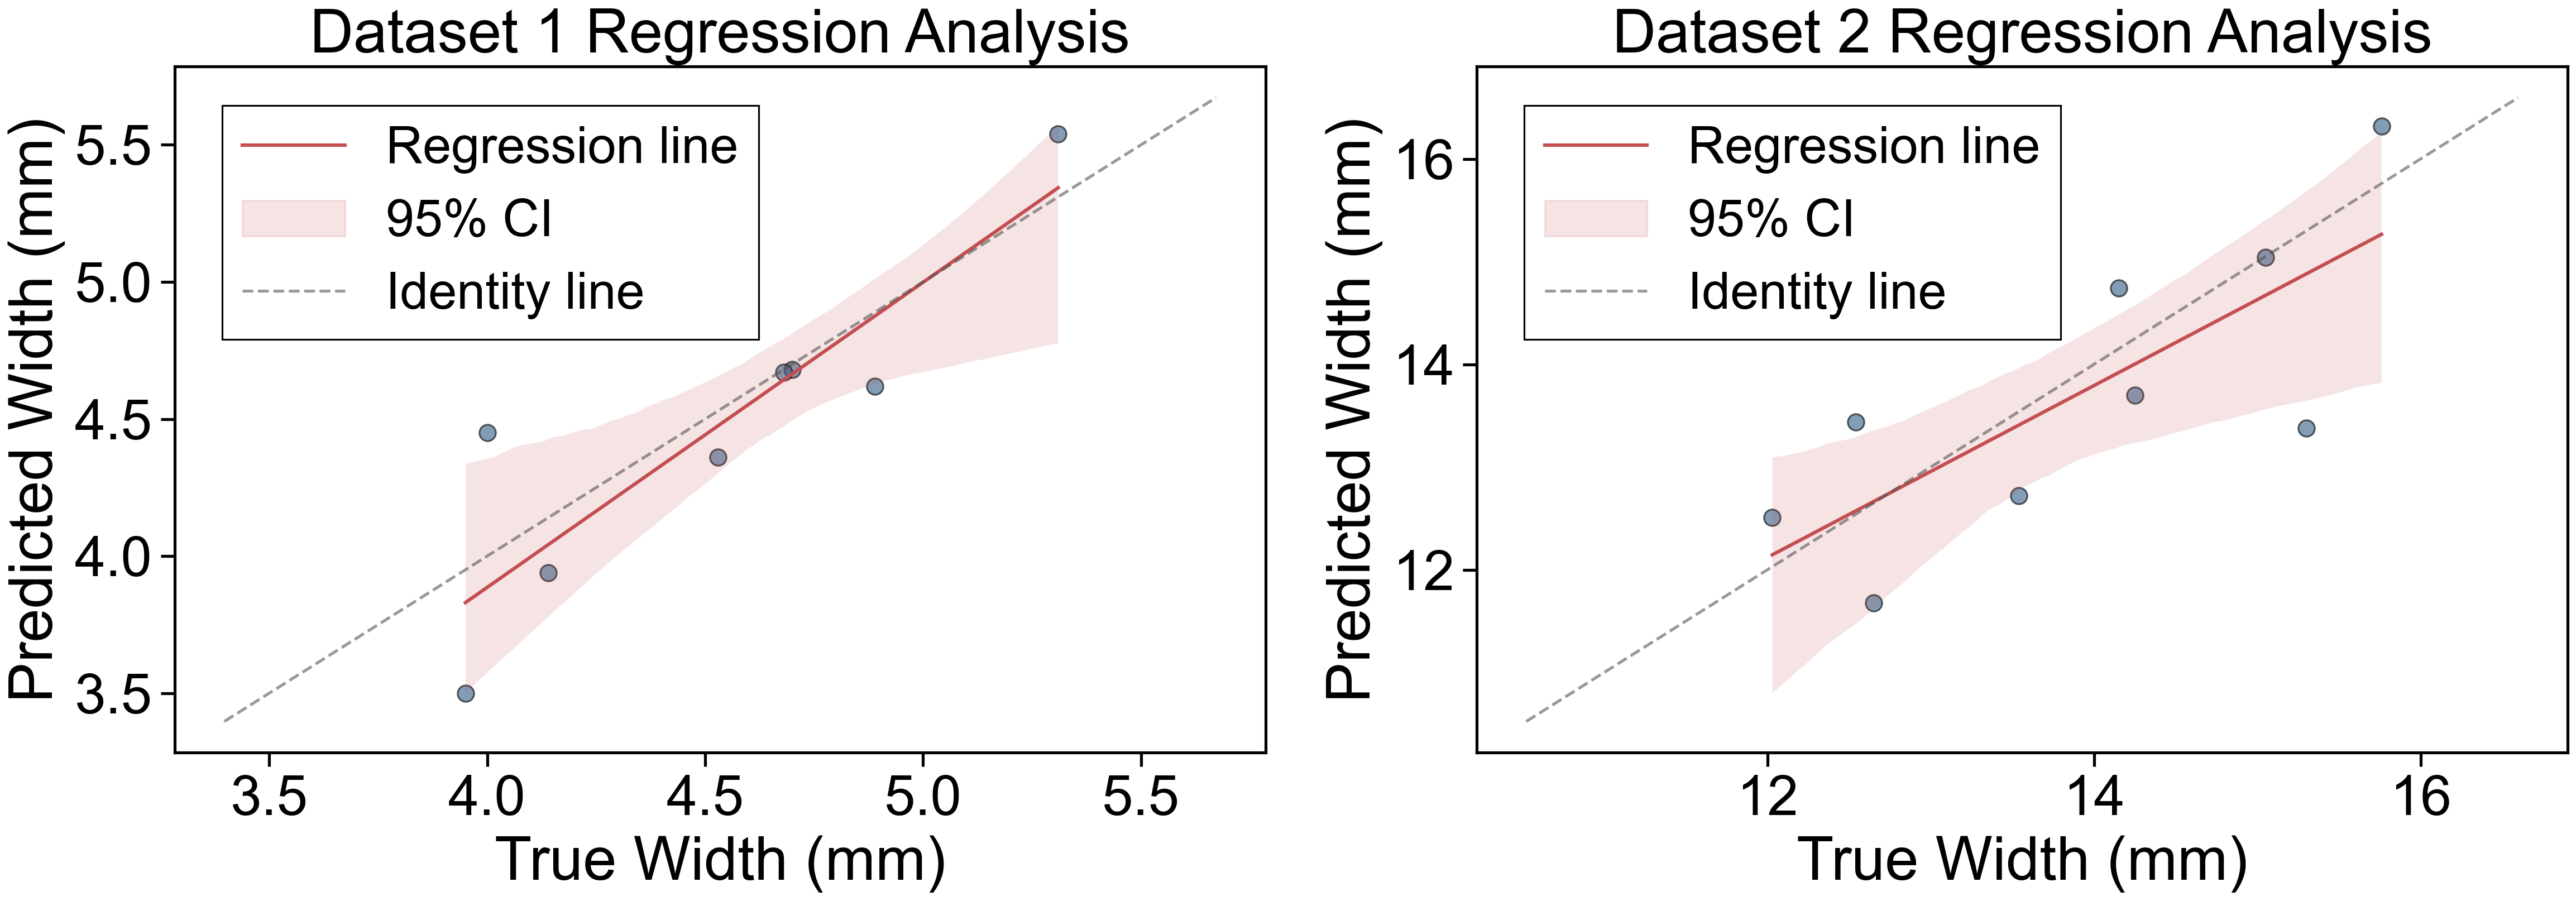 Dataset 1 Regression Analysis
Regression line
95% CI
Identity line
5.5
5.0
4.5
4.0
3.5
Predicted Width (mm)
3.5 4.0 4.5 5.0 5.5
True Width (mm)
Dataset 2 Regression Analysis
Regression line
95% CI
Identity line
16
14
12
Predicted Width (mm)
12 14 16
True Width (mm)